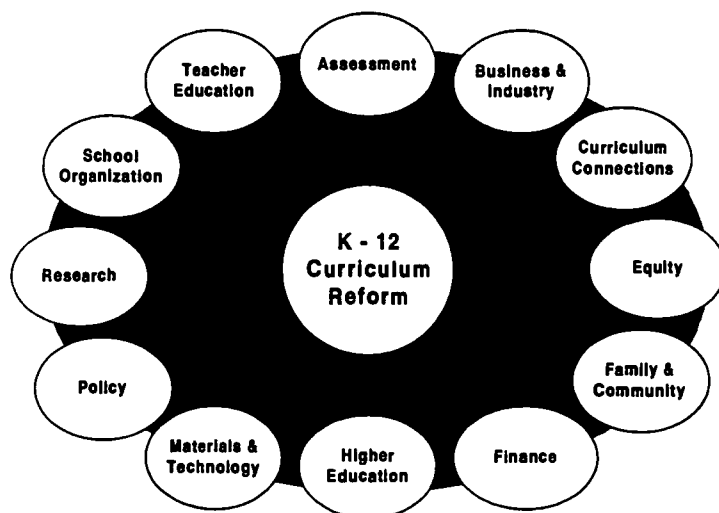 Assessment
Teacher
Education
Business &
Industry
School
Organization
Curriculum
Connections
K - 12
Curriculum
Reform
Research
Equity
Policy
Family &
Community
Materials &
Technology
Higher
Education
Finance